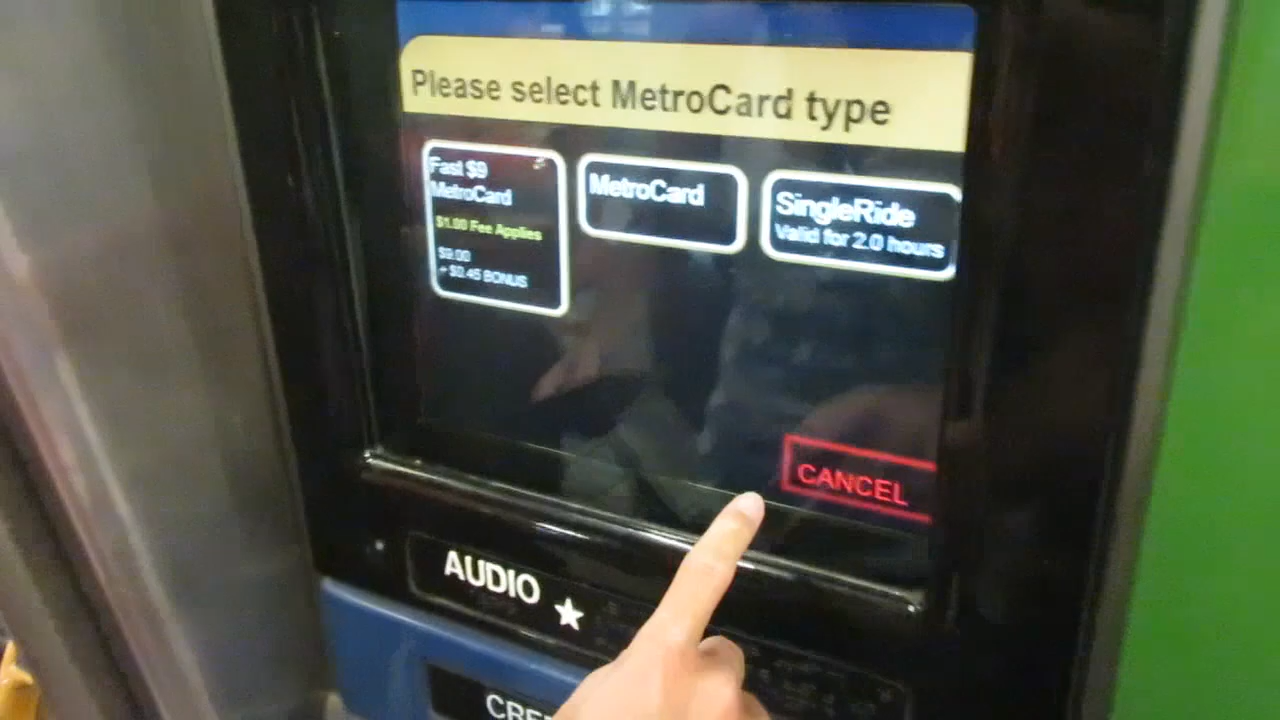 Please select MetroCard type
Fast $9
MetroCard
$1.00 Fee Applies
$9.00
+ $0.45 BONUS
MetroCard
SingleRide
Valid for 2.0 hours
CANCEL
AUDIO